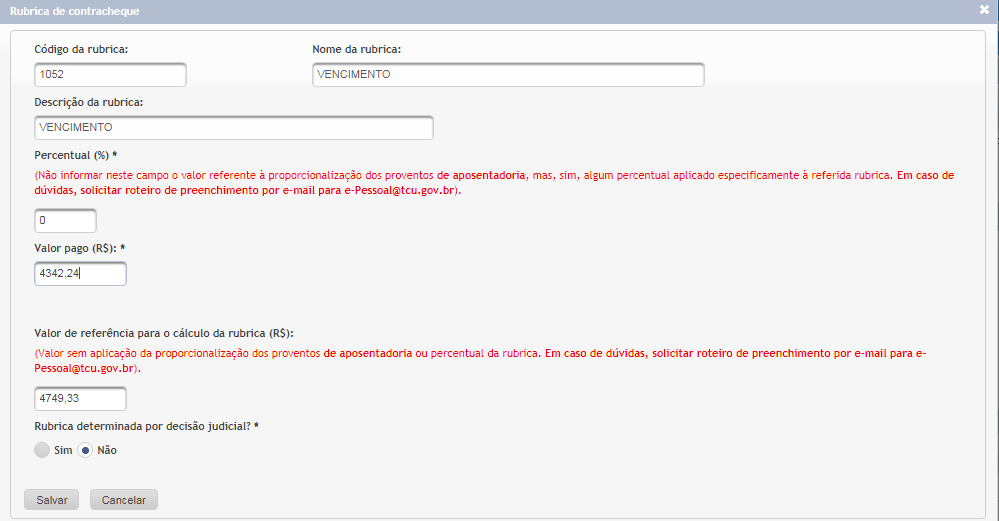 Rubrica de contracheque
Código da rubrica:
Nome da rubrica:
1052
VENCIMENTO
Descrição da rubrica:
VENCIMENTO
Percentual (%) *
(Não informar neste campo o valor referente à proporcionalização dos proventos de aposentadoria, mas, sim, algum percentual aplicado especificamente à referida rubrica. Em caso de
dúvidas, solicitar roteiro de preenchimento por e-mail para e-Pessoal@tcu.gov.br).
0
Valor pago (R$): *
4342,24
Valor de referência para o cálculo da rubrica (R$):
(Valor sem aplicação da proporcionalização dos proventos de aposentadoria ou percentual da rubrica. Em caso de dúvidas, solicitar roteiro de preenchimento por e-mail para e-
Pessoal@tcu.gov.br).
4749,33
Rubrica determinada por decisão judicial? *
Sim Não
Salvar Cancelar